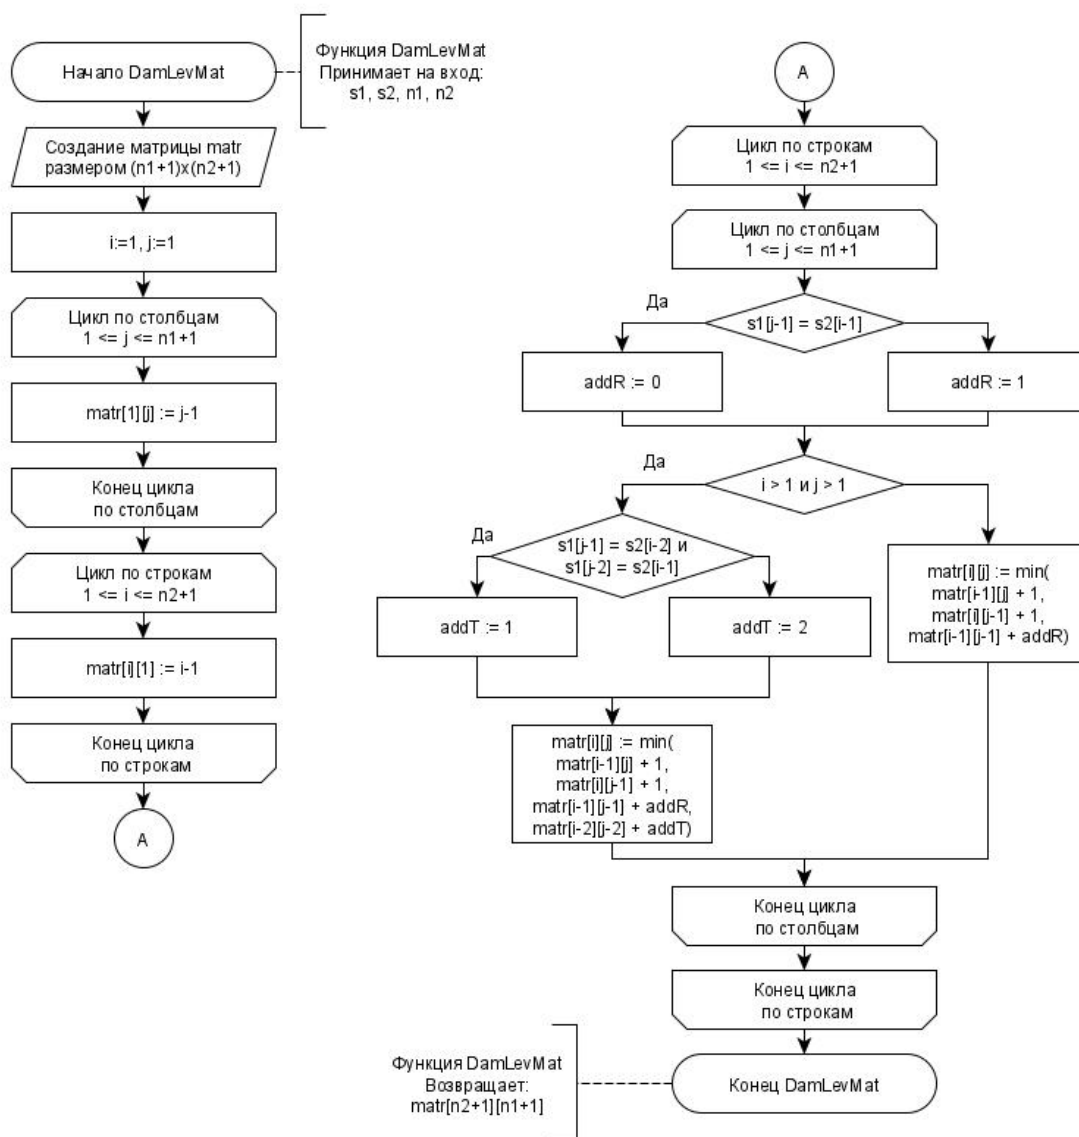 Начало DamLevMat
Функция DamLevMat
Принимает на вход:
s1, s2, n1, n2
Создание матрицы matr
размером (n1+1)x(n2+1)
i:=1, j:=1
Цикл по столбцам
1 <= j <= n1+1
matr[1][j] := j-1
Конец цикла
по столбцам
Цикл по строкам
1 <= i <= n2+1
matr[i][1] := i-1
Конец цикла
по строкам
A
A
Цикл по строкам
1 <= i <= n2+1
Цикл по столбцам
1 <= j <= n1+1
Да
s1[j-1] = s2[i-1]
addR := 0
addR := 1
Да
i > 1 и j > 1
Да
s1[j-1] = s2[i-2] и
s1[j-2] = s2[i-1]
addT := 1
addT := 2
matr[i][j] := min(
matr[i-1][j] + 1,
matr[i][j-1] + 1,
matr[i-1][j-1] + addR)
matr[i][j] := min(
matr[i-1][j] + 1,
matr[i][j-1] + 1,
matr[i-1][j-1] + addR,
matr[i-2][j-2] + addT)
Конец цикла
по столбцам
Конец цикла
по строкам
Функция DamLevMat
Возвращает:
matr[n2+1][n1+1]
Конец DamLevMat